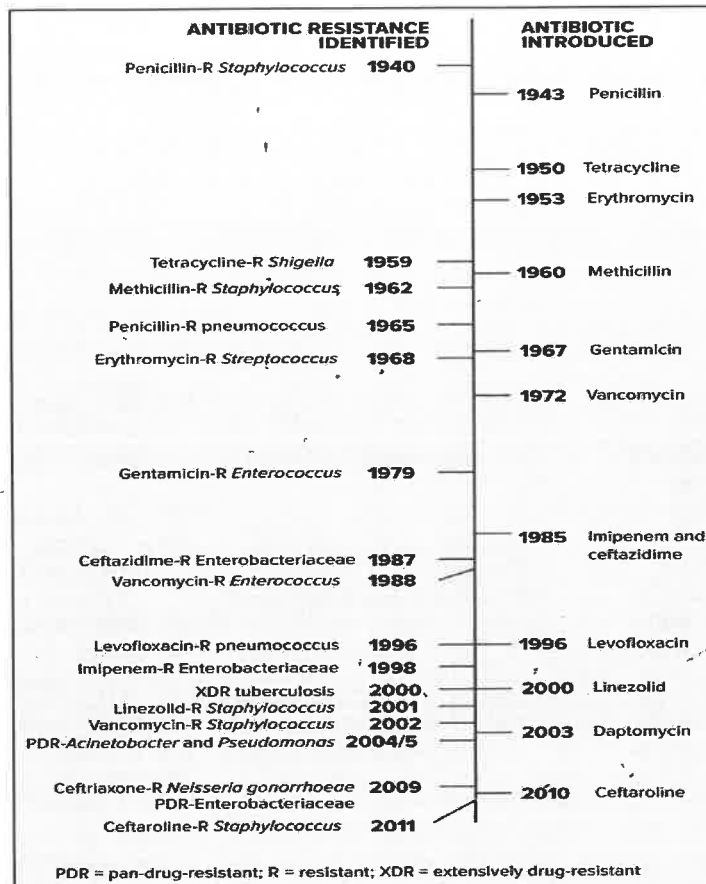 ANTIBIOTIC RESISTANCE
IDENTIFIED
ANTIBIOTIC
INTRODUCED
Penicillin-R Staphylococcus 1940
1943 Penicillin
1950 Tetracycline
1953 Erythromycin
Tetracycline-R Shigella 1959
1960 Methicillin
Methicillin-R Staphylococcus 1962
Penicillin-R pneumococcus 1965
1967 Gentamicin
Erythromycin-R Streptococcus 1968
1972 Vancomycin
Gentamicin-R Enterococcus 1979
1985 Imipenem and
ceftazidime
Ceftazidime-R Enterobacteriaceae 1987
Vancomycin-R Enterococcus 1988
Levofloxacin-R pneumococcus 1996
1996 Levofloxacin
Imipenem-R Enterobacteriaceae 1998
XDR tuberculosis 2000
2000 Linezolid
Linezolid-R Staphylococcus 2001
Vancomycin-R Staphylococcus 2002
2003 Daptomycin
PDR-Acinetobacter and Pseudomonas 2004/5
Ceftriaxone-R Neisseria gonorrhoeae 2009
PDR-Enterobacteriaceae
2010 Ceftaroline
Ceftaroline-R Staphylococcus 2011
PDR = pan-drug-resistant; R = resistant; XDR = extensively drug-resistant